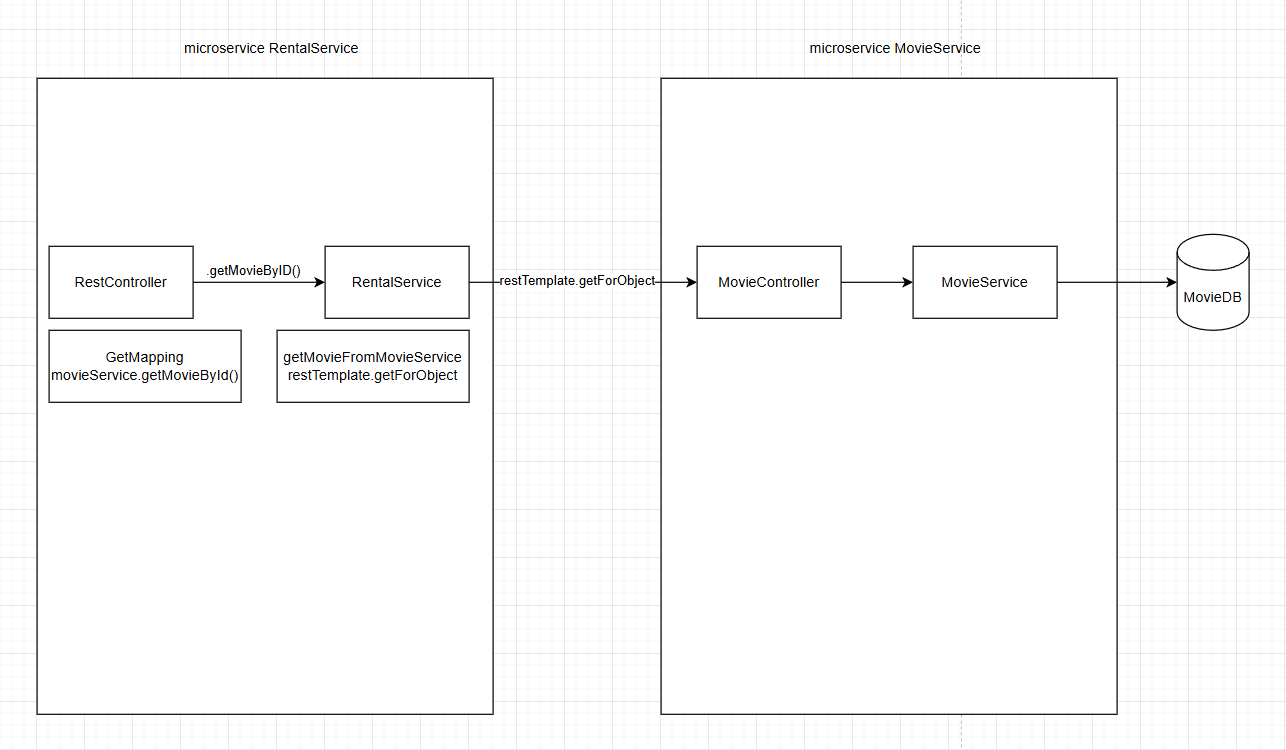 microservice RentalService
microservice MovieService
RestController
.getMovieByID()
RentalService
restTemplate.getForObject
MovieController
MovieService
MovieDB
GetMapping
movieService.getMovieById()
getMovieFromMovieService
restTemplate.getForObject